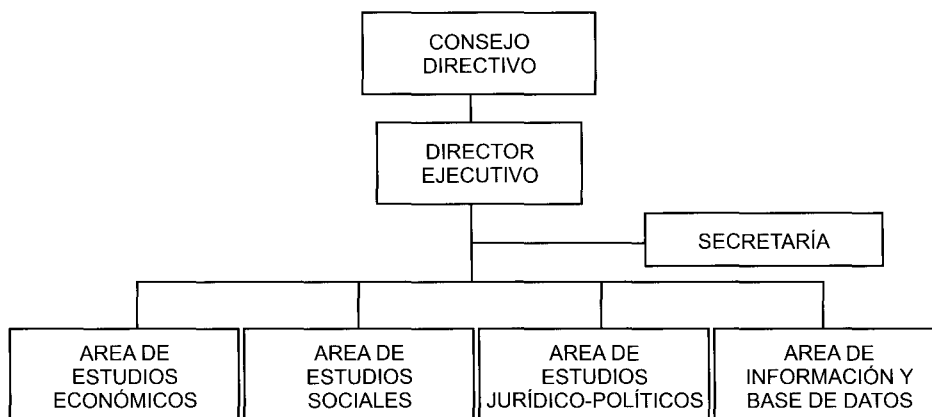 CONSEJO
DIRECTIVO
DIRECTOR
EJECUTIVO
SECRETARÍA
AREA DE
ESTUDIOS
ECONÓMICOS
AREA DE
ESTUDIOS
SOCIALES
AREA DE
ESTUDIOS
JURÍDICO-POLÍTICOS
AREA DE
INFORMACIÓN Y
BASE DE DATOS